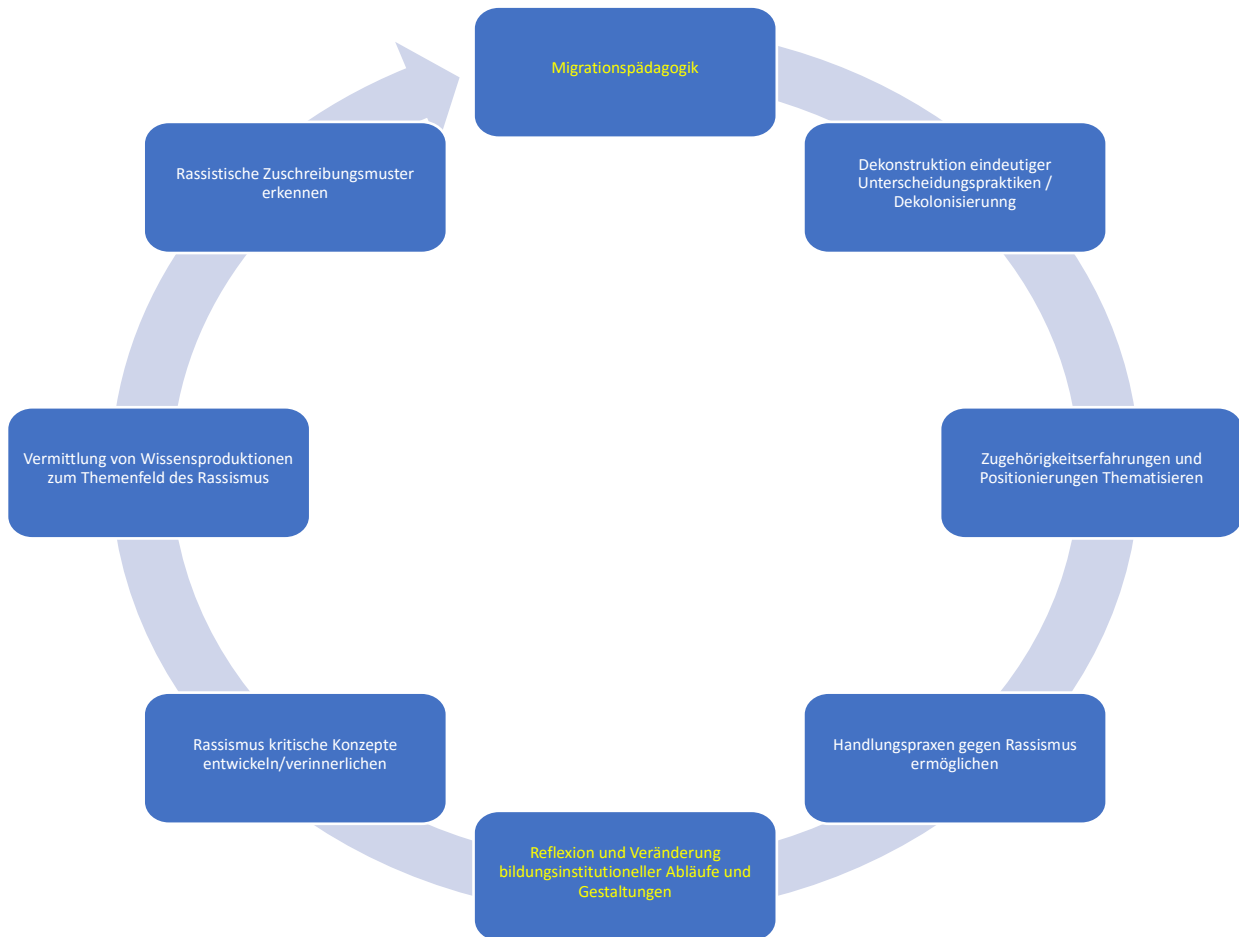 Migrationspädagogik
Dekonstruktion eindeutiger
Unterscheidungspraktiken /
Dekolonisierunng
Zugehörigkeitserfahrungen und
Positionierungen Thematisieren
Handlungspraxen gegen Rassismus
ermöglichen
Reflexion und Veränderung
bildungsinstitutioneller Abläufe und
Gestaltungen
Rassismus kritische Konzepte
entwickeln/verinnerlichen
Vermittlung von Wissensproduktionen
zum Themenfeld des Rassismus
Rassistische Zuschreibungsmuster
erkennen